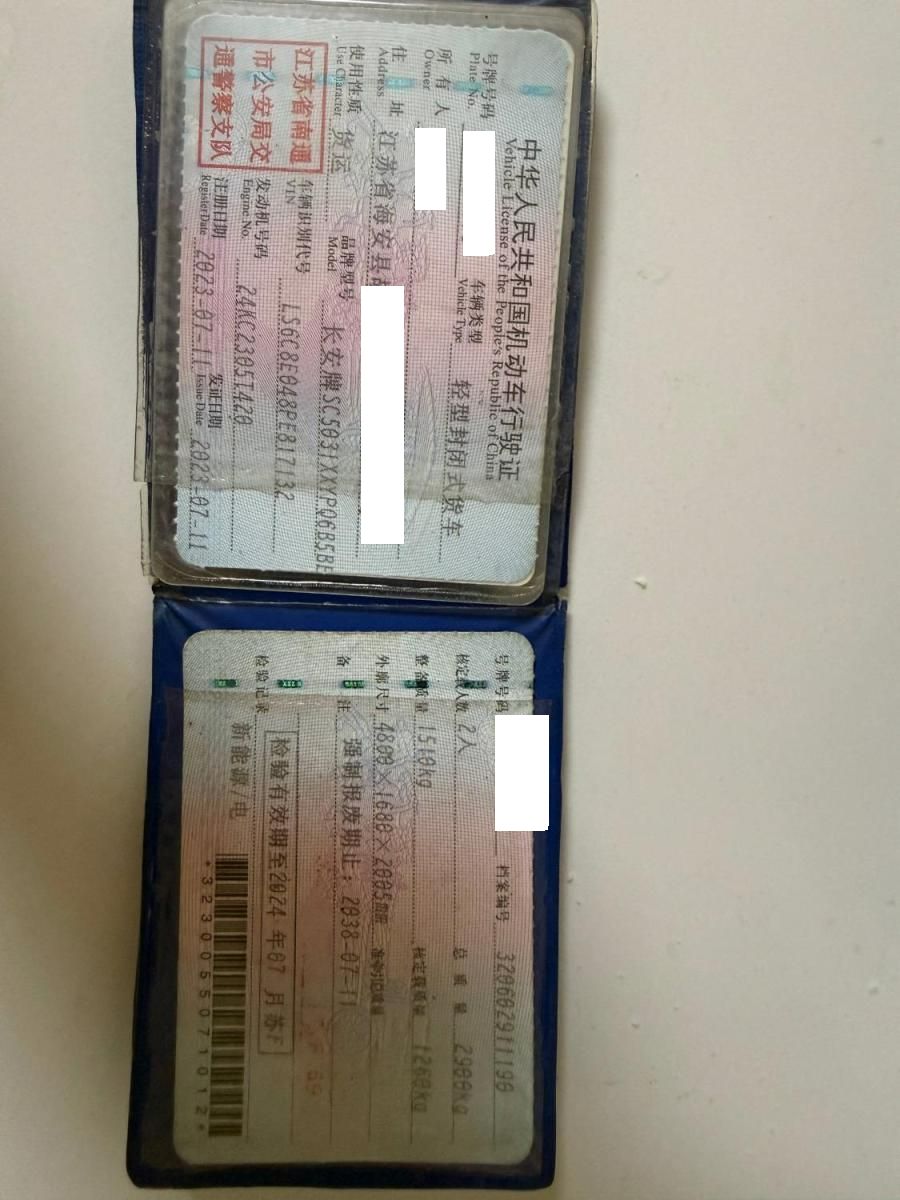 中华人民共和国机动车行驶证
Vehicle License of the People's Republic of China
号牌号码 车辆类型 轻型封闭式货车
Plate No. Vehicle Type
所有人
Owner
住址 江苏省海安县
Address
使用性质 货运 品牌型号 长安牌SC5031XXYPQ6B5BE
Use Character Model
江苏省南通
市公安局交
通警察支队
车辆识别代号 LS6C8E048PE817132
VIN
发动机号码 24KC2305T420
Engine No.
注册日期 2023-07-11 发证日期 2023-07-11
Register Date Issue Date
号牌号码 档案编号 320602911190
核定载人数 2人 总质量 2900kg
整备质量 1510kg 核定载质量 1260kg
外廓尺寸 4800×1680×2005mm 准牵引总质量
备注 强制报废期止:2038-07-11
检验记录 检验有效期至2024年07月苏F
新能源/电
*3230055071012*